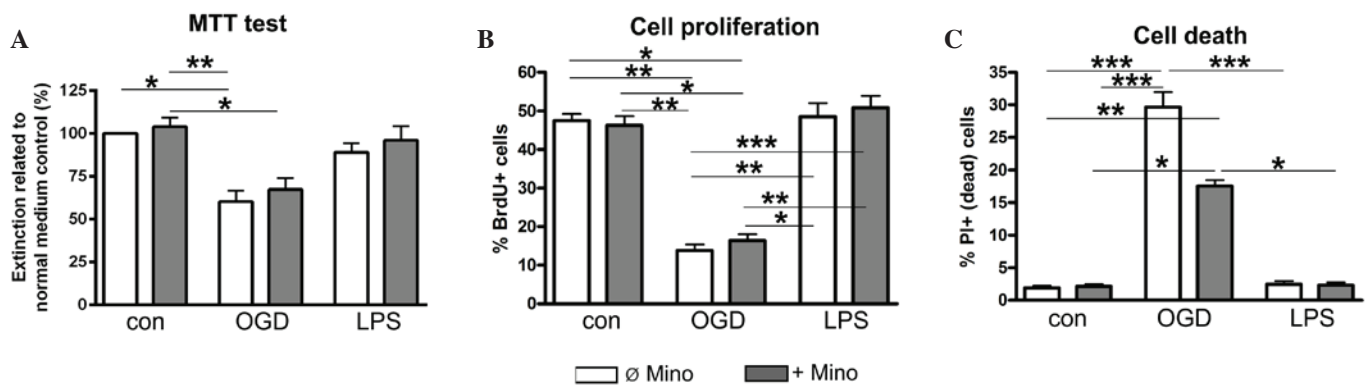 A
MTT test
Extinction related to
normal medium control (%)
125
100
75
50
25
0
**
*
*
con
OGD
LPS
B
Cell proliferation
% BrdU+ cells
60
50
40
30
20
10
0
*
**
*
**
***
**
**
*
con
OGD
LPS
C
Cell death
% PI+ (dead) cells
35
30
25
20
15
10
5
0
***
***
***
**
*
*
con
OGD
LPS
ø Mino
+ Mino